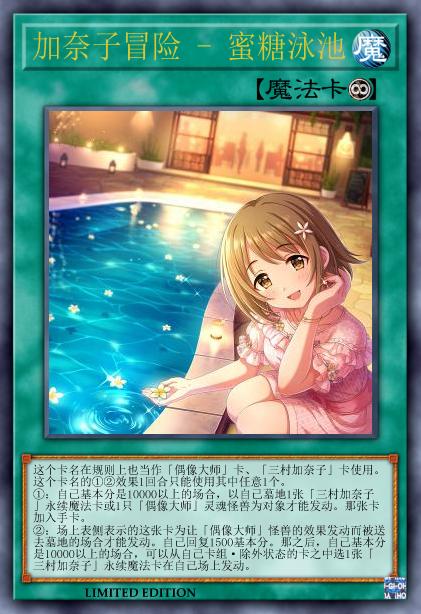 加奈子冒险 - 蜜糖泳池
魔
【魔法卡】
这个卡名在规则上也当作「偶像大师」卡、「三村加奈子」卡使用。
这个卡名的①②效果1回合只能使用其中任意1个。
①：自己基本分是10000以上的场合，以自己墓地1张「三村加奈子
」永续魔法卡或1只「偶像大师」灵魂怪兽为对象才能发动。那张卡
加入手卡。
②：场上表侧表示的这张卡为让「偶像大师」怪兽的效果发动而被送
去墓地的场合才能发动。自己回复1500基本分。那之后，自己基本分
是10000以上的场合，可以从自己卡组·除外状态的卡之中选1张「
三村加奈子」永续魔法卡在自己场上发动。
LIMITED EDITION